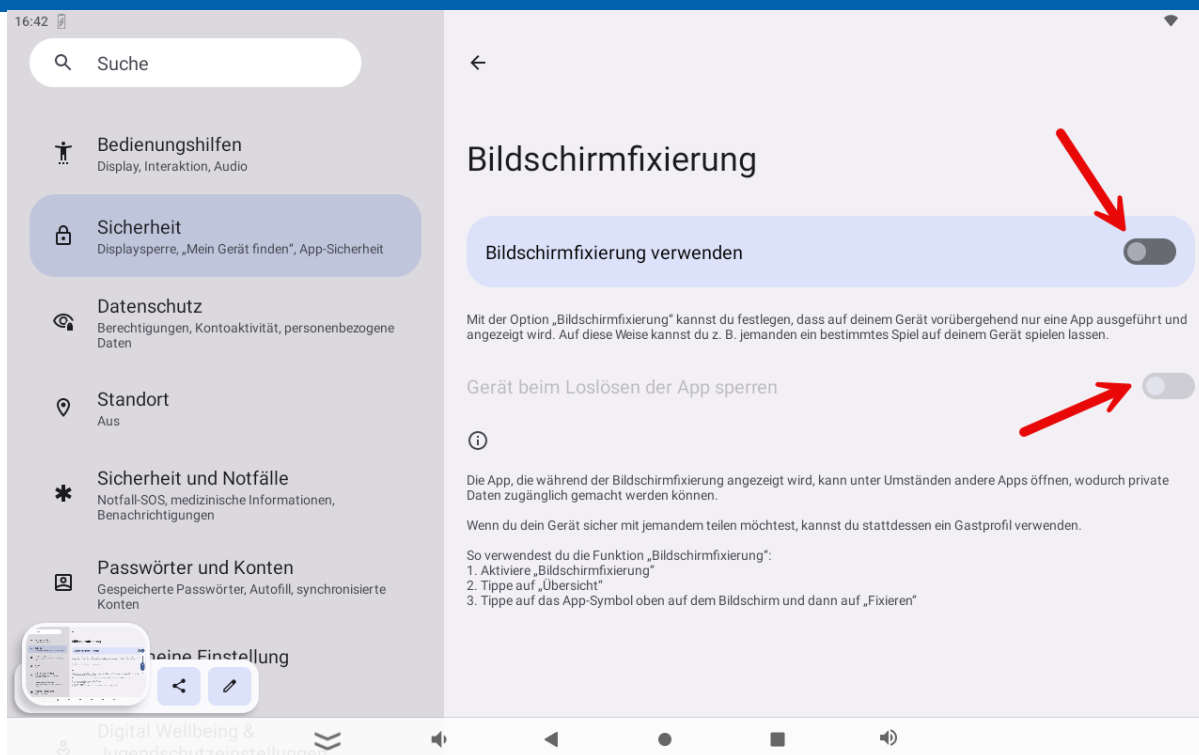 16:42
Suche
Bedienungshilfen
Display, Interaktion, Audio
Sicherheit
Displaysperre, „Mein Gerät finden“, App-Sicherheit
Datenschutz
Berechtigungen, Kontoaktivität, personenbezogene
Daten
Standort
Aus
Sicherheit und Notfälle
Notfall-SOS, medizinische Informationen,
Benachrichtigungen
Passwörter und Konten
Gespeicherte Passwörter, Autofill, synchronisierte
Konten
neine Einstellung
Digital Wellbeing &
Jugendschutzeinstellungen
Bildschirmfixierung
Bildschirmfixierung verwenden
Mit der Option „Bildschirmfixierung“ kannst du festlegen, dass auf deinem Gerät vorübergehend nur eine App ausgeführt und
angezeigt wird. Auf diese Weise kannst du z. B. jemanden ein bestimmtes Spiel auf deinem Gerät spielen lassen.
Gerät beim Loslösen der App sperren
Die App, die während der Bildschirmfixierung angezeigt wird, kann unter Umständen andere Apps öffnen, wodurch private
Daten zugänglich gemacht werden können.
Wenn du dein Gerät sicher mit jemandem teilen möchtest, kannst du stattdessen ein Gastprofil verwenden.
So verwendest du die Funktion „Bildschirmfixierung“:
1. Aktiviere „Bildschirmfixierung“
2. Tippe auf „Übersicht“
3. Tippe auf das App-Symbol oben auf dem Bildschirm und dann auf „Fixieren“